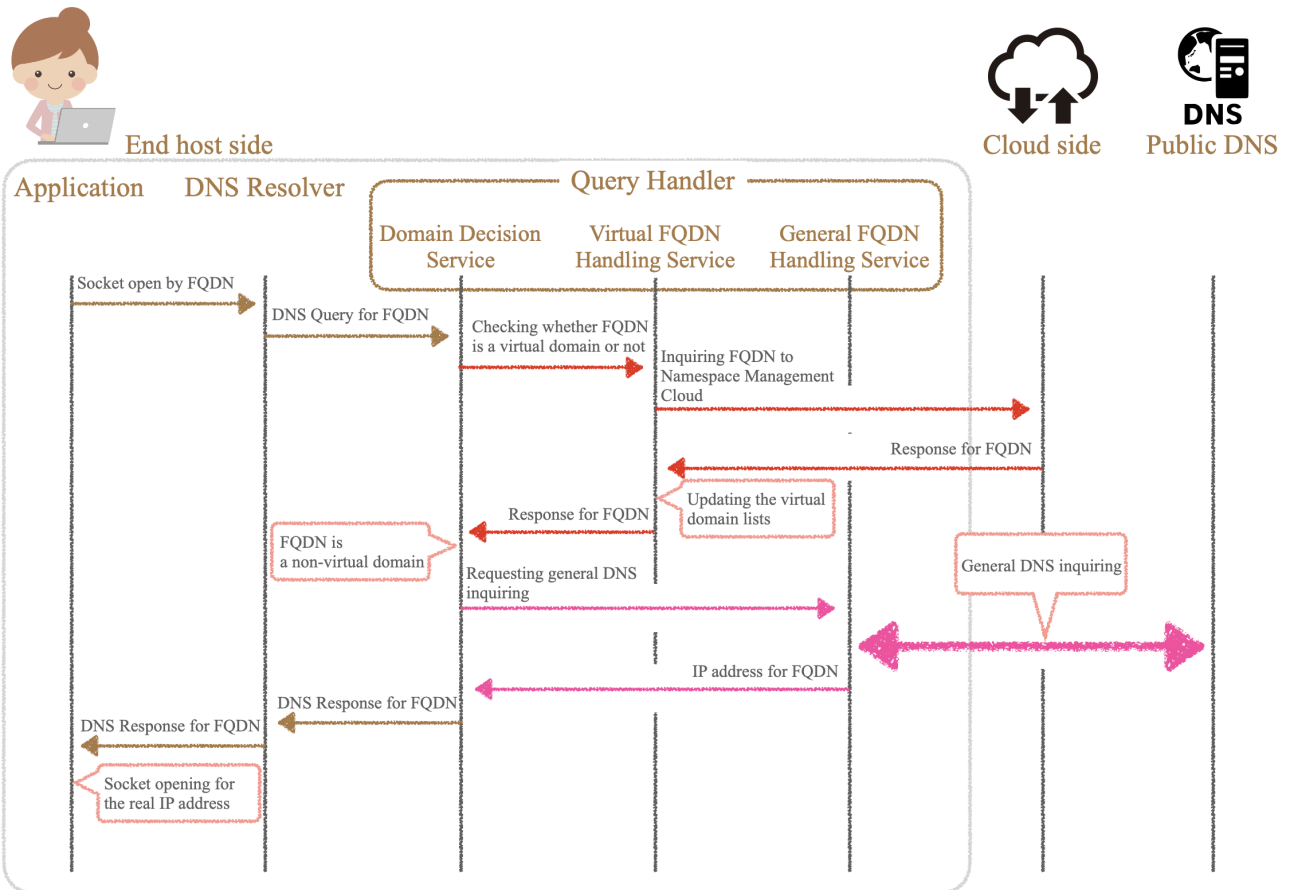 DNS
End host side
Cloud side
Public DNS
Application
DNS Resolver
Query Handler
Domain Decision
Service
Virtual FQDN
Handling Service
General FQDN
Handling Service
Socket open by FQDN
DNS Query for FQDN
Checking whether FQDN
is a virtual domain or not
Inquiring FQDN to
Namespace Management
Cloud
Response for FQDN
Updating the virtual
domain lists
Response for FQDN
FQDN is
a non-virtual domain
Requesting general DNS
inquiring
General DNS inquiring
IP address for FQDN
DNS Response for FQDN
DNS Response for FQDN
Socket opening for
the real IP address